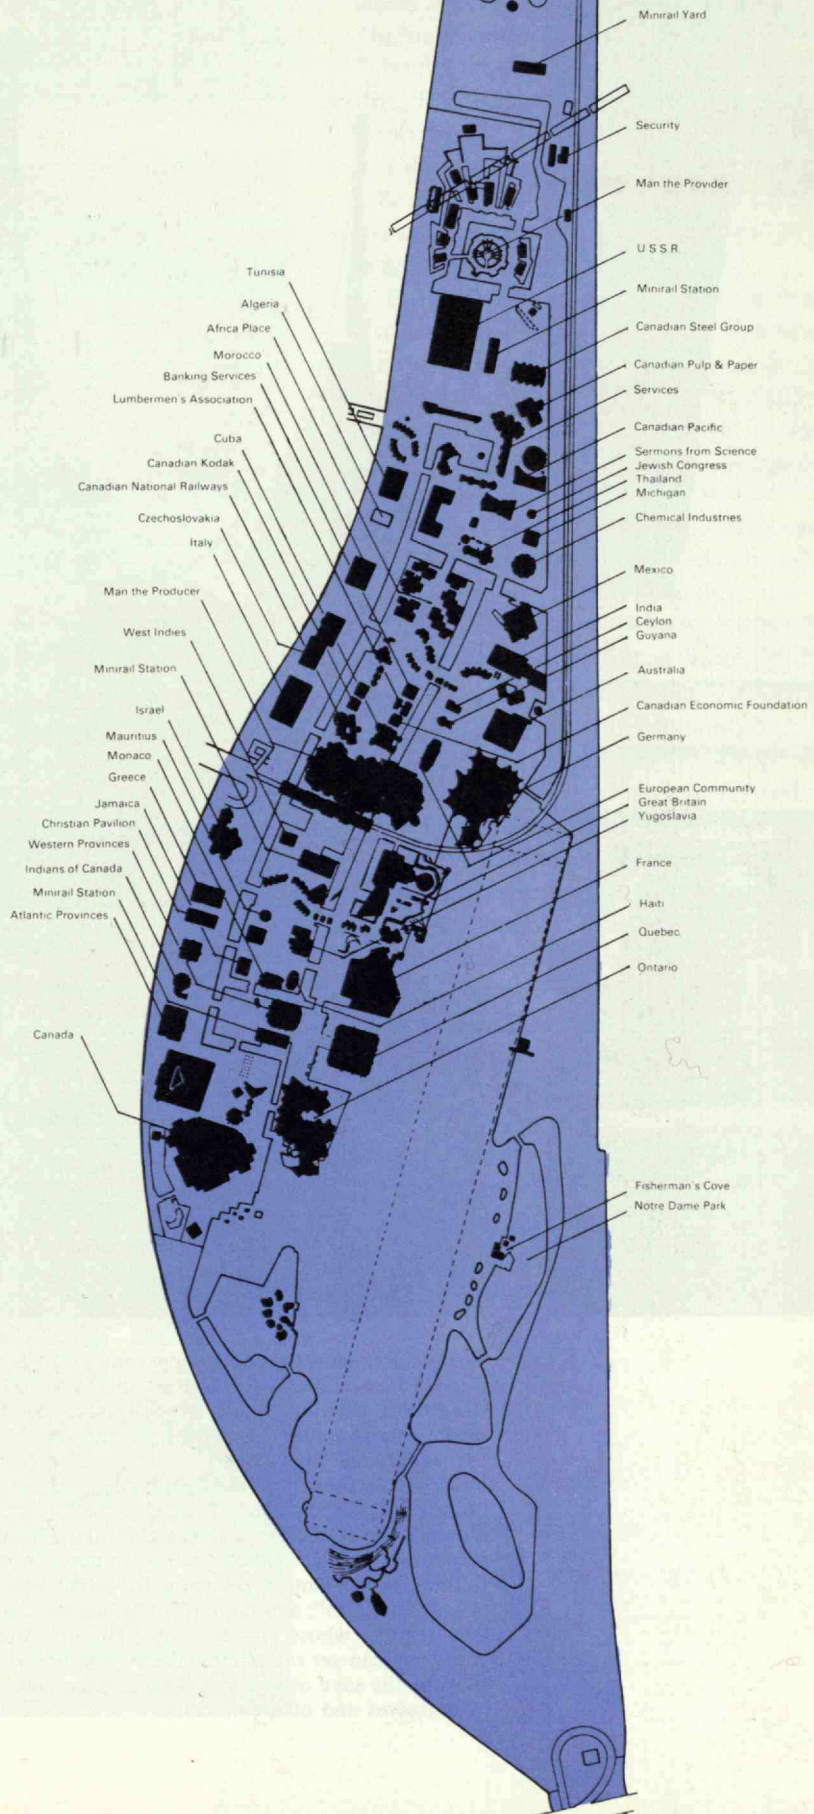 Minirail Yard
Security
Man the Provider
U S S R
Minirail Station
Canadian Steel Group
Canadian Pulp & Paper
Services
Canadian Pacific
Sermons from Science
Jewish Congress
Thailand
Michigan
Chemical Industries
Mexico
India
Ceylon
Guyana
Australia
Canadian Economic Foundation
Germany
European Community
Great Britain
Yugoslavia
France
Haiti
Quebec
Ontario
Fisherman's Cove
Notre Dame Park
Tunisia
Algeria
Africa Place
Morocco
Banking Services
Lumbermen's Association
Cuba
Canadian Kodak
Canadian National Railways
Czechoslovakia
Italy
Man the Producer
West Indies
Minirail Station
Israel
Mauritius
Monaco
Greece
Jamaica
Christian Pavilion
Western Provinces
Indians of Canada
Minirail Station
Atlantic Provinces
Canada